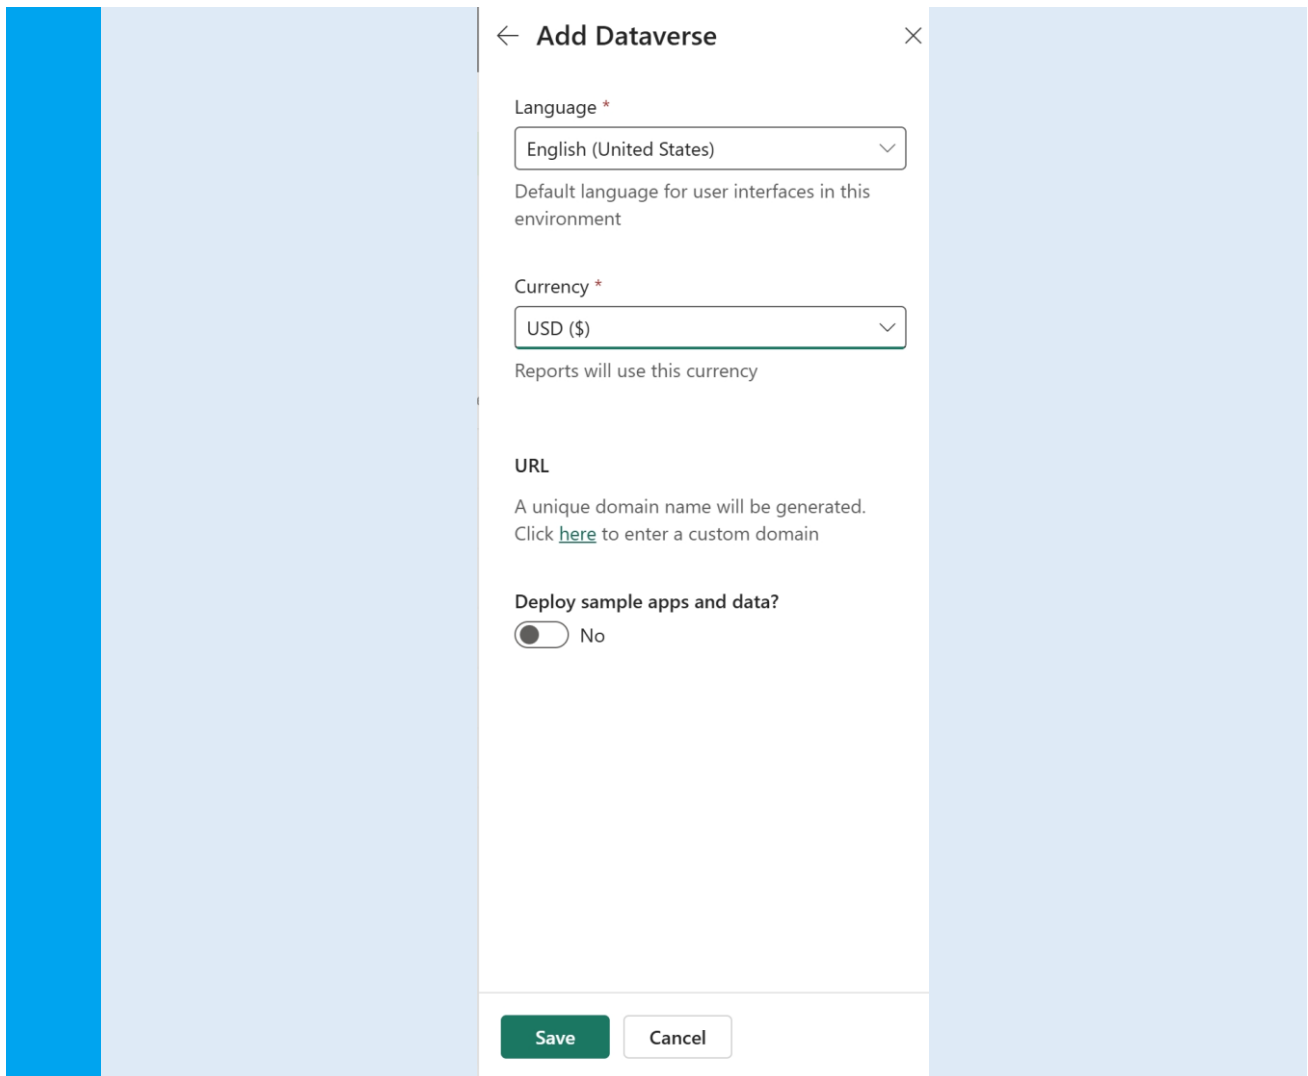 Add Dataverse
Language *
English (United States)
Default language for user interfaces in this
environment
Currency *
USD ($)
Reports will use this currency
URL
A unique domain name will be generated.
Click here to enter a custom domain
Deploy sample apps and data?
No
Save
Cancel